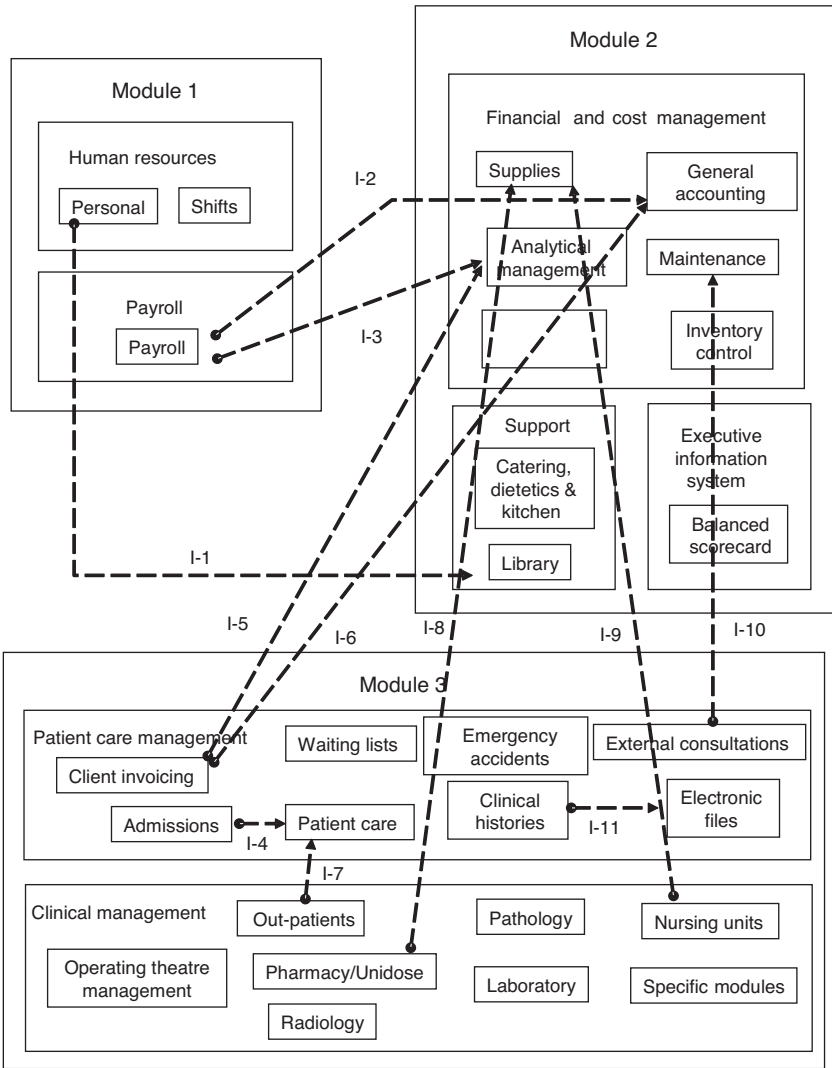 Module 1
Human resources
Personal
Shifts
Payroll
Payroll
Module 2
Financial and cost management
Supplies
General
accounting
Analytical
management
Maintenance
Inventory
control
Support
Catering,
dietetics &
kitchen
Library
Executive
information
system
Balanced
scorecard
I-2
I-3
I-1
I-5
I-6
I-8
I-9
I-10
Module 3
Patient care management
Client invoicing
Waiting lists
Emergency
accidents
External consultations
Admissions
I-4
Patient care
Clinical
histories
I-11
Electronic
files
I-7
Clinical management
Out-patients
Pathology
Nursing units
Operating theatre
management
Pharmacy/Unidose
Laboratory
Specific modules
Radiology